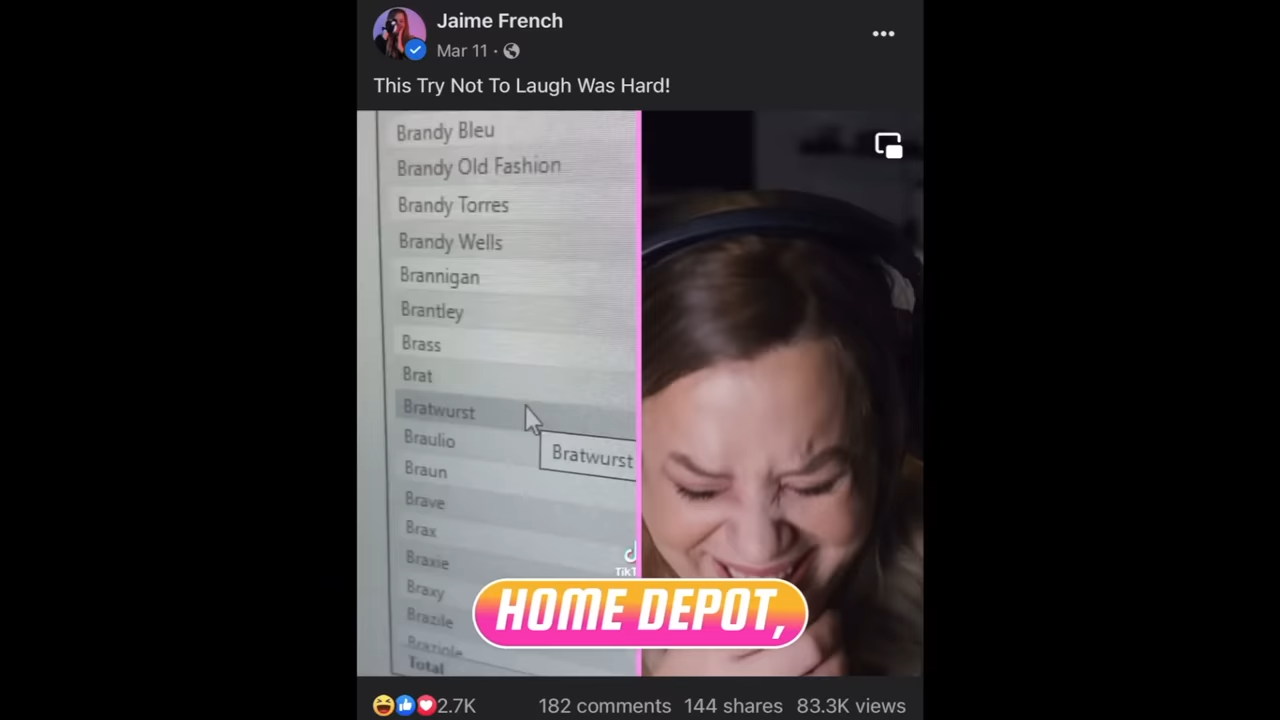 Jaime French
Mar 11 ·
This Try Not To Laugh Was Hard!
Brandy Bleu
Brandy Old Fashion
Brandy Torres
Brandy Wells
Brannigan
Brantley
Brass
Brat
Bratwurst
Bratwurst
Braulio
Braun
Brave
Brax
Braxie
Braxy
Brazile
Braziole
Total
TikT
HOME DEPOT,
2.7K
182 comments 144 shares 83.3K views